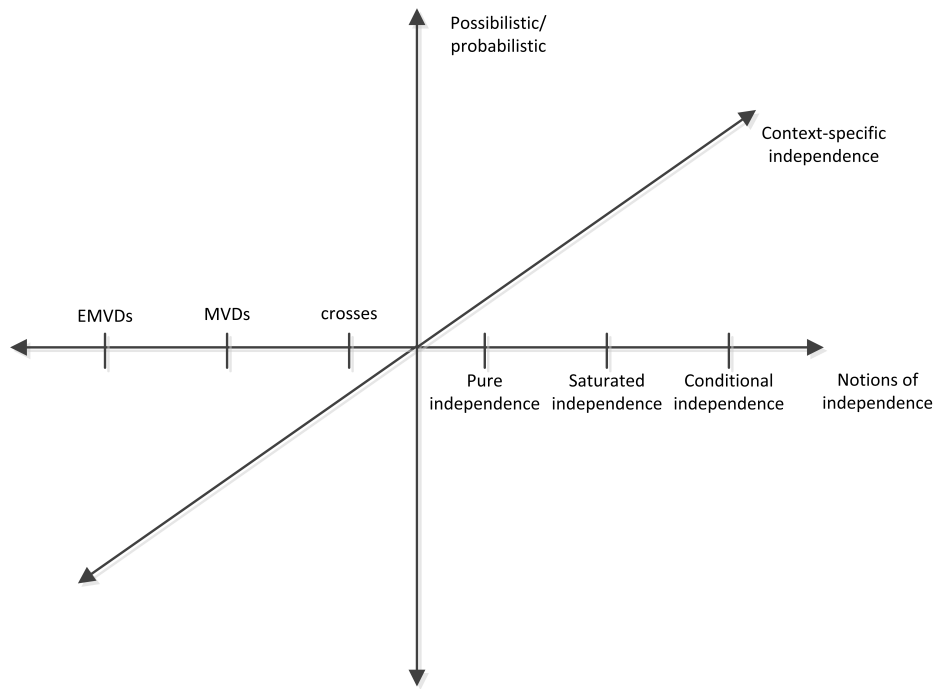 Possibilistic/
probabilistic
Context-specific
independence
EMVDs
MVDs
crosses
Pure
independence
Saturated
independence
Conditional
independence
Notions of
independence